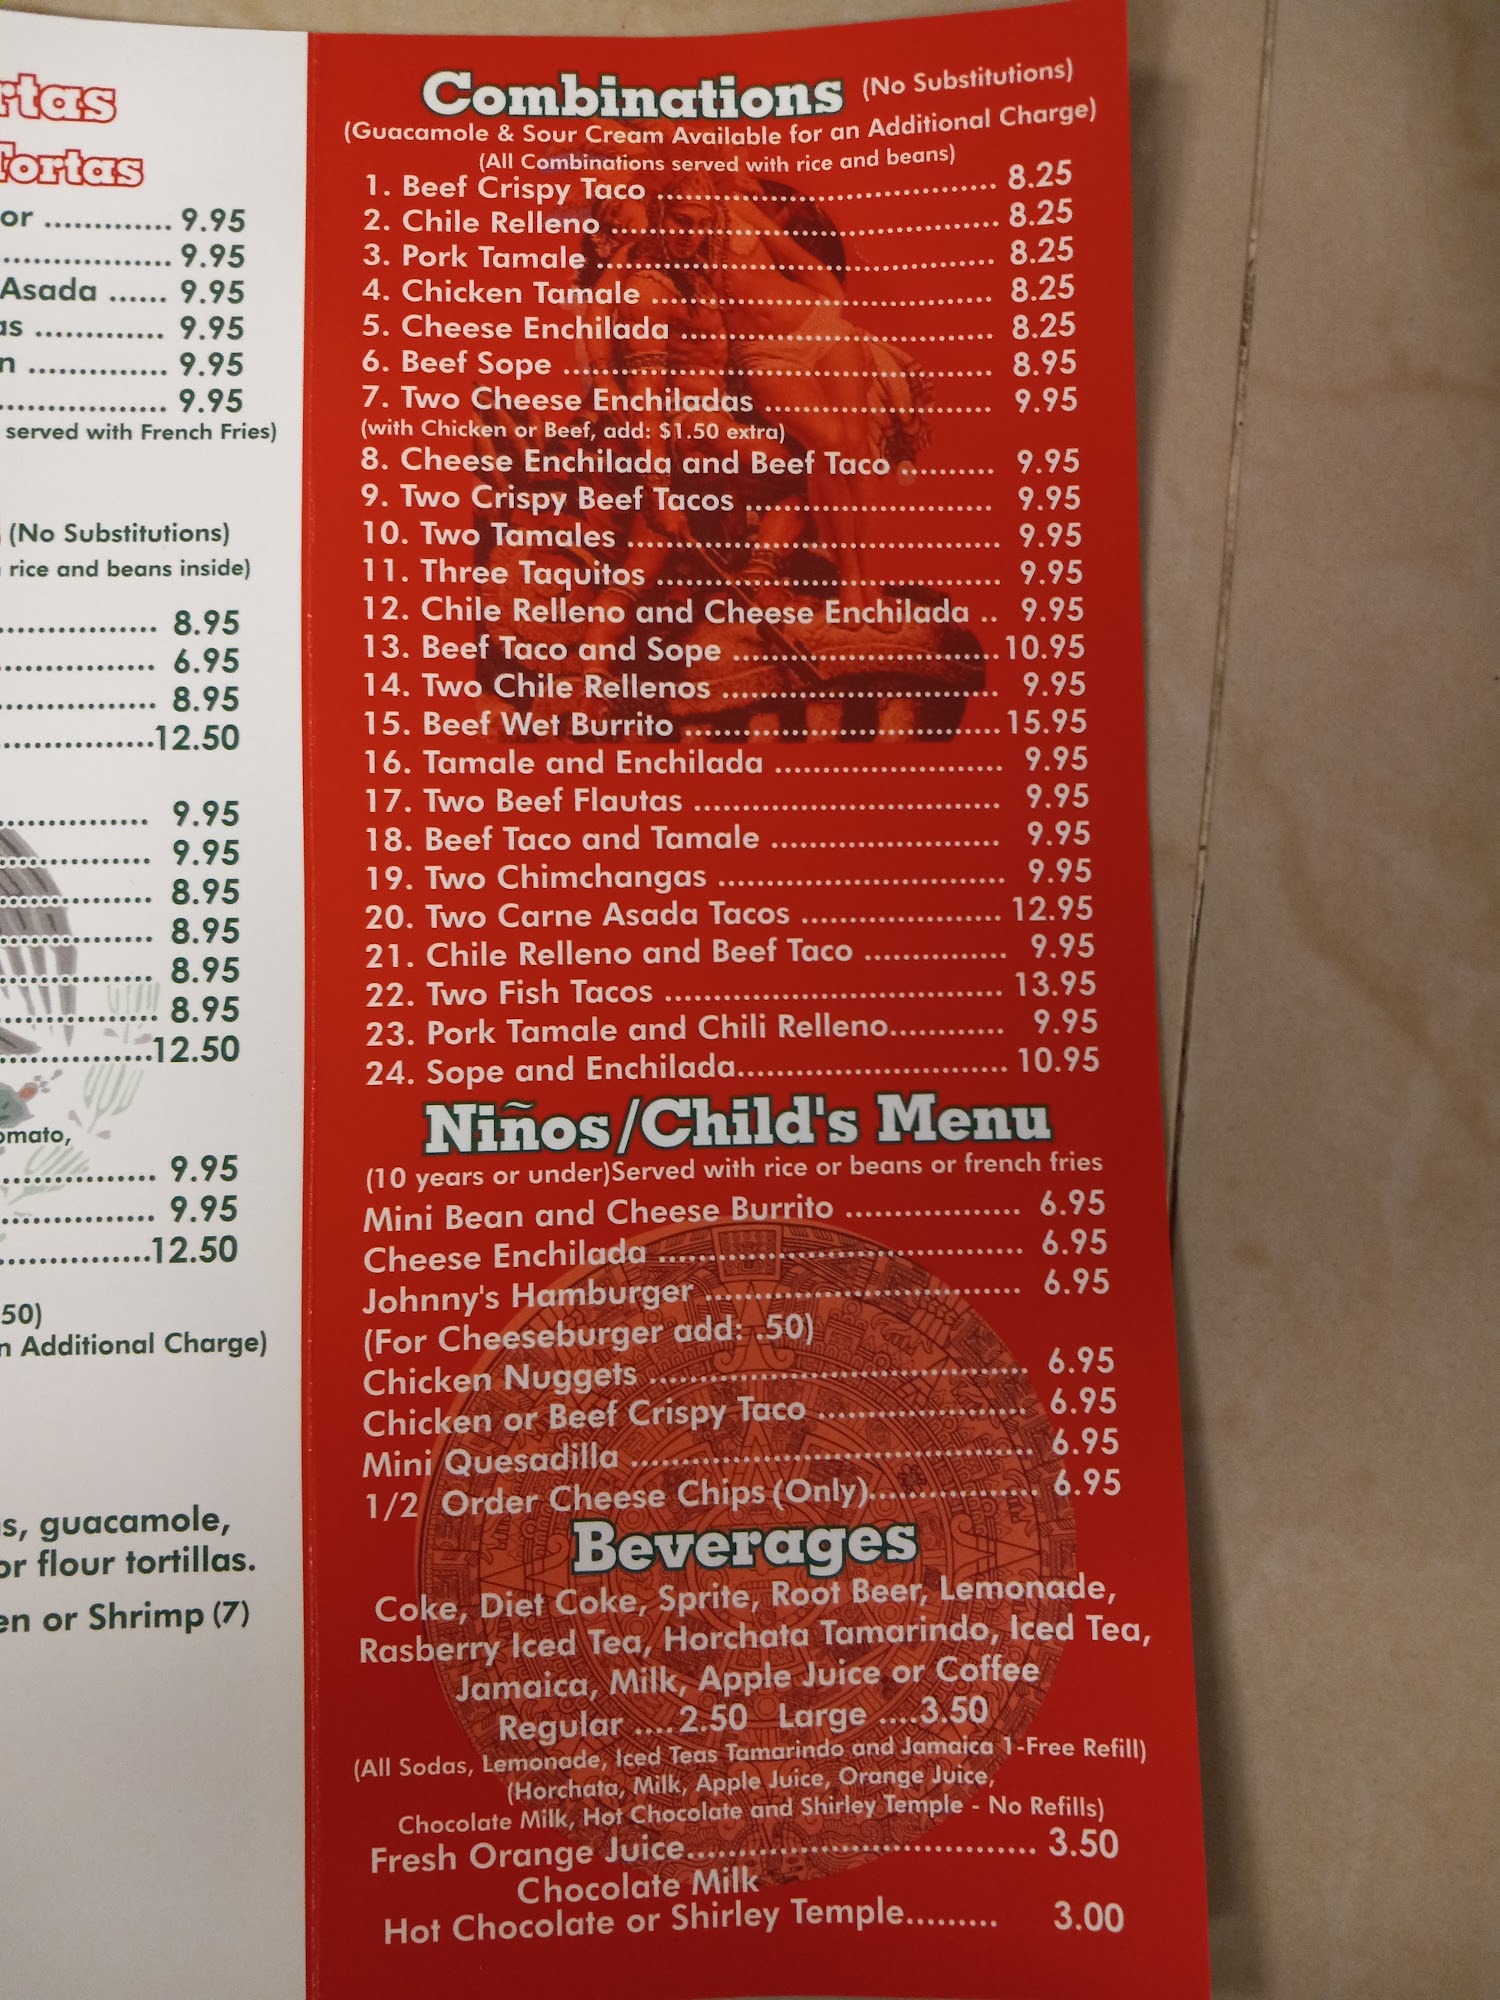 rtas
Tortas
or ............. 9.95
.................. 9.95
Asada ...... 9.95
as ............. 9.95
n .............. 9.95
................. 9.95
served with French Fries)
(No Substitutions)
rice and beans inside)
................ 8.95
................ 6.95
................ 8.95
................12.50
................ 9.95
................ 9.95
................ 8.95
................ 8.95
................ 8.95
................ 8.95
................12.50
omato,
................ 9.95
................ 9.95
................12.50
50)
n Additional Charge)
s, guacamole,
or flour tortillas.
en or Shrimp (7)
Combinations (No Substitutions)
(Guacamole & Sour Cream Available for an Additional Charge)
(All Combinations served with rice and beans)
1. Beef Crispy Taco .................................... 8.25
2. Chile Relleno ......................................... 8.25
3. Pork Tamale .......................................... 8.25
4. Chicken Tamale .................................... 8.25
5. Cheese Enchilada ................................. 8.25
6. Beef Sope ............................................. 8.95
7. Two Cheese Enchiladas ........................ 9.95
(with Chicken or Beef, add: $1.50 extra)
8. Cheese Enchilada and Beef Taco .......... 9.95
9. Two Crispy Beef Tacos .......................... 9.95
10. Two Tamales ....................................... 9.95
11. Three Taquitos .................................... 9.95
12. Chile Relleno and Cheese Enchilada .. 9.95
13. Beef Taco and Sope ............................10.95
14. Two Chile Rellenos ............................. 9.95
15. Beef Wet Burrito .................................15.95
16. Tamale and Enchilada ........................ 9.95
17. Two Beef Flautas ................................. 9.95
18. Beef Taco and Tamale ........................ 9.95
19. Two Chimchangas .............................. 9.95
20. Two Carne Asada Tacos ..................... 12.95
21. Chile Relleno and Beef Taco ............... 9.95
22. Two Fish Tacos .................................... 13.95
23. Pork Tamale and Chili Relleno............ 9.95
24. Sope and Enchilada............................ 10.95
Niños/Child's Menu
(10 years or under)Served with rice or beans or french fries
Mini Bean and Cheese Burrito .................. 6.95
Cheese Enchilada ..................................... 6.95
Johnny's Hamburger ................................ 6.95
(For Cheeseburger add: .50)
Chicken Nuggets ...................................... 6.95
Chicken or Beef Crispy Taco ..................... 6.95
Mini Quesadilla ........................................ 6.95
1/2 Order Cheese Chips (Only)................. 6.95
Beverages
Coke, Diet Coke, Sprite, Root Beer, Lemonade,
Rasberry Iced Tea, Horchata Tamarindo, Iced Tea,
Jamaica, Milk, Apple Juice or Coffee
Regular ....2.50 Large ....3.50
(All Sodas, Lemonade, Iced Teas Tamarindo and Jamaica 1-Free Refill)
(Horchata, Milk, Apple Juice, Orange Juice,
Chocolate Milk, Hot Chocolate and Shirley Temple - No Refills)
Fresh Orange Juice................................... 3.50
Chocolate Milk
Hot Chocolate or Shirley Temple......... 3.00